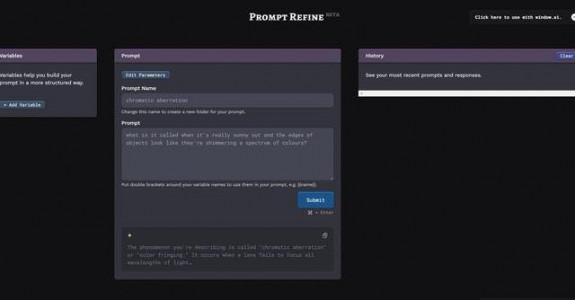 PROMPT REFINE BETA
Click here to use with window.ai.
Variables
Variables help you build your
prompt in a more structured way.
+ Add Variable
Prompt
Edit Parameters
Prompt Name
chromatic aberration
Change this name to create a new folder for your prompt.
Prompt
what is it called when it's really sunny out and the edges of
objects look like they're shimmering a spectrum of colours?
Put double brackets around your variable names to use them in your prompt, e.g. {{name}}.
Submit
⌘ + Enter
The phenomenon you're describing is called "chromatic aberration"
or "color fringing." It occurs when a lens fails to focus all
wavelengths of light…
History
Clear
See your most recent prompts and responses.